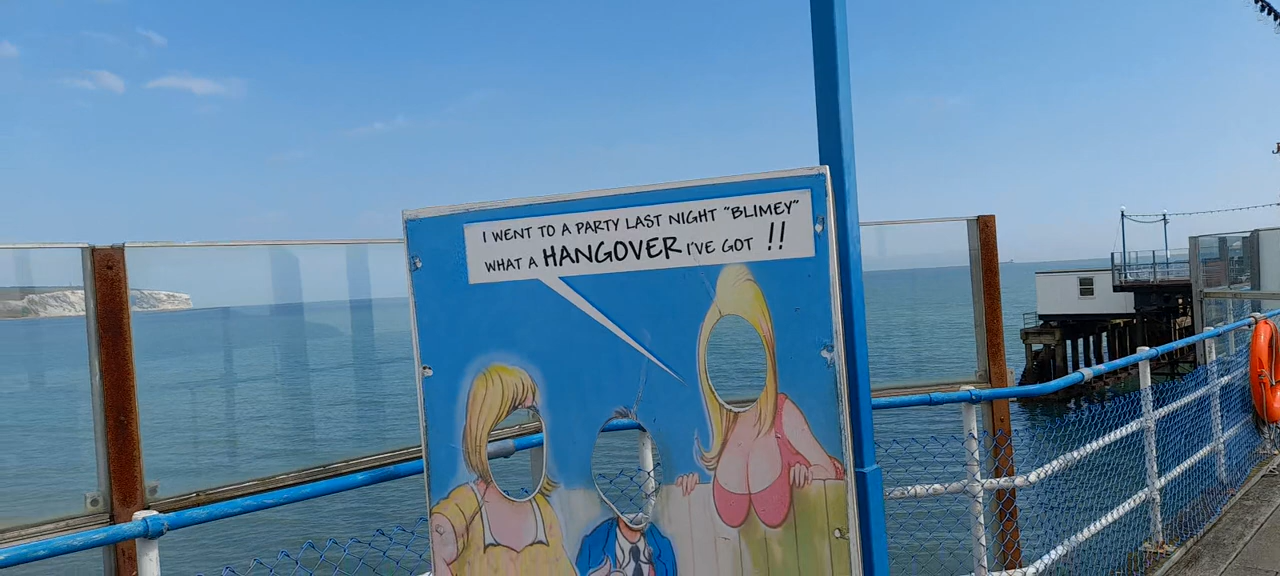 I WENT TO A PARTY LAST NIGHT "BLIMEY"
WHAT A HANGOVER I'VE GOT !!